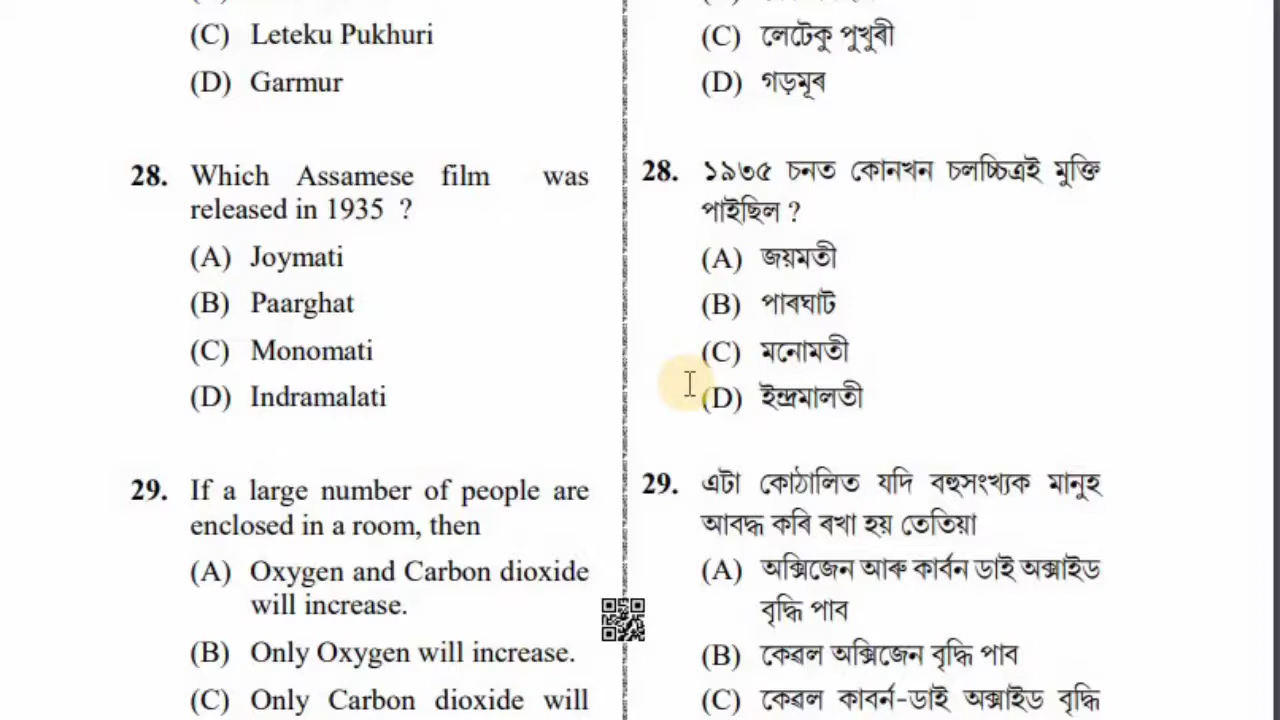 (C) Leteku Pukhuri
(D) Garmur
28. Which Assamese film was
released in 1935 ?
(A) Joymati
(B) Paarghat
(C) Monomati
(D) Indramalati
29. If a large number of people are
enclosed in a room, then
(A) Oxygen and Carbon dioxide
will increase.
(B) Only Oxygen will increase.
(C) Only Carbon dioxide will
(C) লেটেকু পুখুৰী
(D) গড়মূৰ
28. ১৯৩৫ চনত কোনখন চলচ্চিত্ৰই মুক্তি
পাইছিল ?
(A) জয়মতী
(B) পাৰঘাট
(C) মনোমতী
(D) ইন্দ্ৰমালতী
29. এটা কোঠালিত যদি বহুসংখ্যক মানুহ
আবদ্ধ কৰি ৰখা হয় তেতিয়া
(A) অক্সিজেন আৰু কাৰ্বন ডাই অক্সাইড
বৃদ্ধি পাব
(B) কেৱল অক্সিজেন বৃদ্ধি পাব
(C) কেৱল কাবৰ্ন-ডাই অক্সাইড বৃদ্ধি